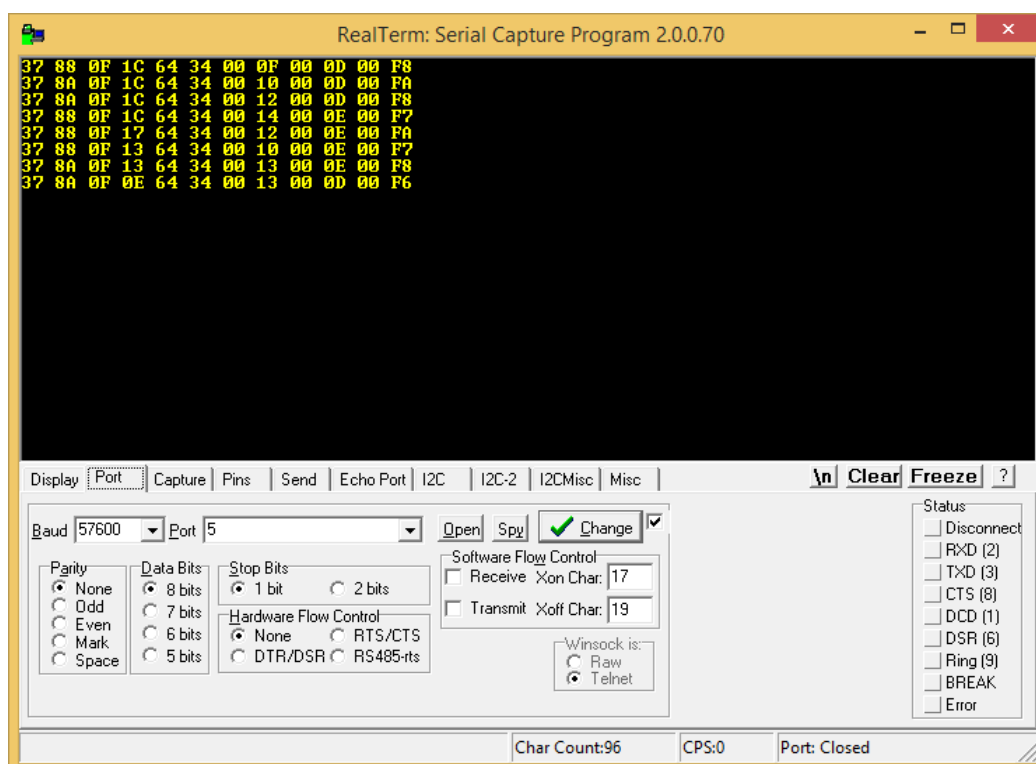 RealTerm: Serial Capture Program 2.0.0.70
37 88 0F 1C 64 34 00 0F 00 0D 00 F8
37 8A 0F 1C 64 34 00 10 00 0D 00 FA
37 8A 0F 1C 64 34 00 12 00 0D 00 F8
37 88 0F 1C 64 34 00 14 00 0E 00 F7
37 88 0F 17 64 34 00 12 00 0E 00 FA
37 88 0F 13 64 34 00 10 00 0E 00 F7
37 8A 0F 13 64 34 00 13 00 0E 00 F8
37 8A 0F 0E 64 34 00 13 00 0D 00 F6
Display Port Capture Pins Send Echo Port I2C I2C-2 I2CMisc Misc \n Clear Freeze ?
Baud 57600 Port 5 Open Spy Change
Parity
None
Odd
Even
Mark
Space
Data Bits
8 bits
7 bits
6 bits
5 bits
Stop Bits
1 bit 2 bits
Hardware Flow Control
None RTS/CTS
DTR/DSR RS485-rts
Software Flow Control
Receive Xon Char: 17
Transmit Xoff Char: 19
Winsock is:
Raw
Telnet
Status
Disconnect
RXD (2)
TXD (3)
CTS (8)
DCD (1)
DSR (6)
Ring (9)
BREAK
Error
Char Count:96 CPS:0 Port: Closed